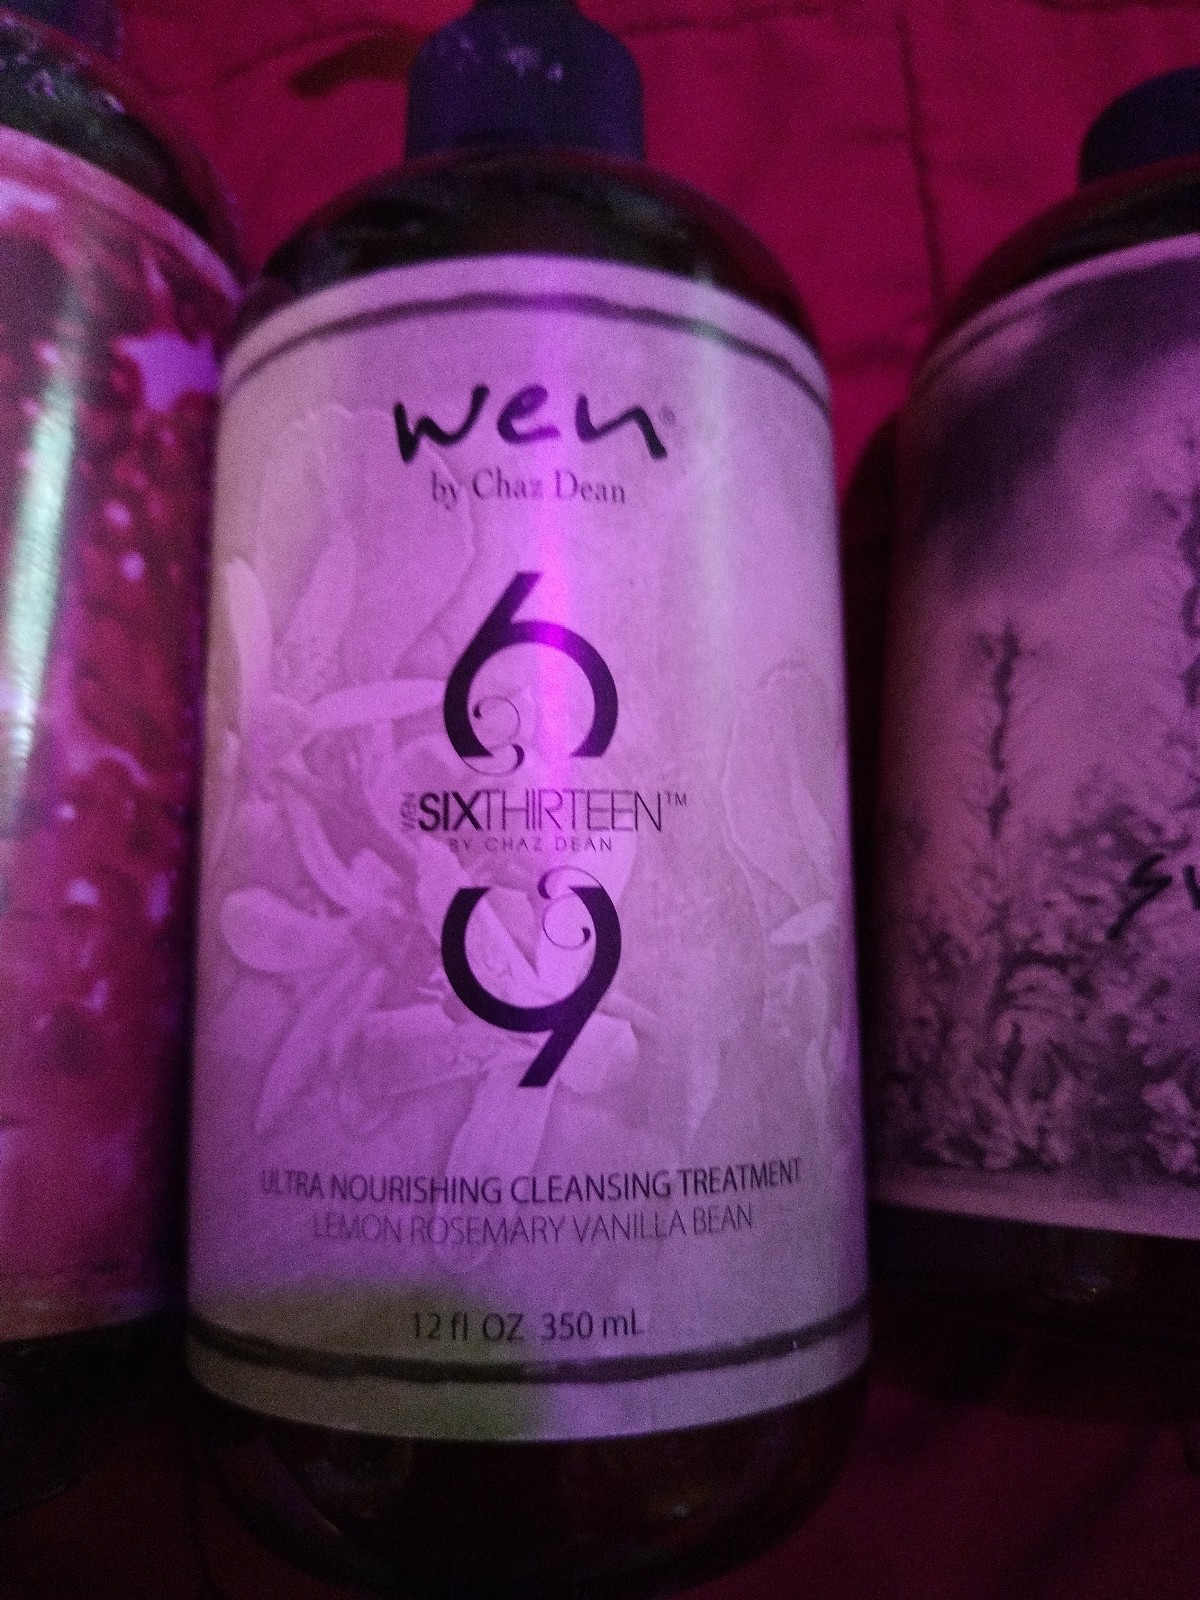 wen®
by Chaz Dean
6
WEN SIXTHIRTEEN™
BY CHAZ DEAN
9
ULTRA NOURISHING CLEANSING TREATMENT
LEMON ROSEMARY VANILLA BEAN
12 fl OZ 350 mL